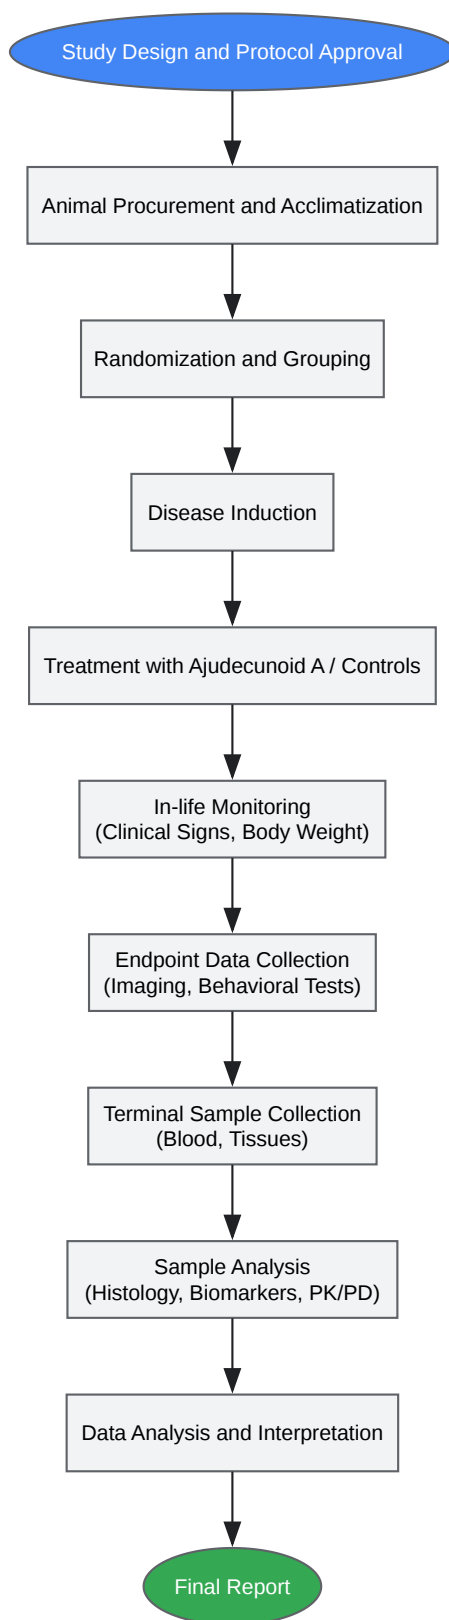 Study Design and Protocol Approval
Animal Procurement and Acclimatization
Randomization and Grouping
Disease Induction
Treatment with Ajudecunoid A / Controls
In-life Monitoring
(Clinical Signs, Body Weight)
Endpoint Data Collection
(Imaging, Behavioral Tests)
Terminal Sample Collection
(Blood, Tissues)
Sample Analysis
(Histology, Biomarkers, PK/PD)
Data Analysis and Interpretation
Final Report